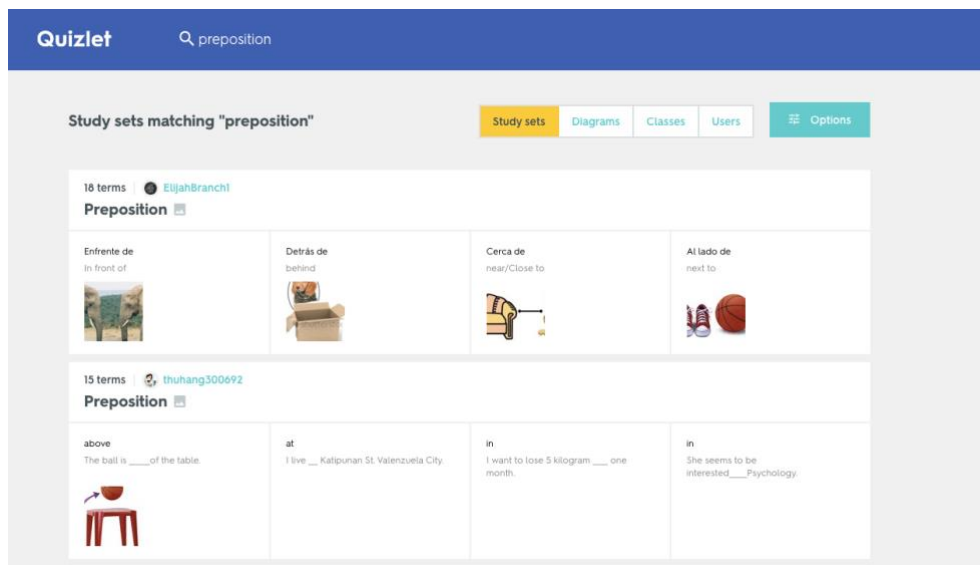 Quizlet
preposition
Study sets matching "preposition"
Study sets
Diagrams
Classes
Users
Options
18 terms
ElijahBranch1
Preposition
Enfrente de
In front of
Detrás de
behind
Cerca de
near/Close to
Al lado de
next to
15 terms
thuhang300692
Preposition
above
The ball is ____of the table.
at
I live __ Katipunan St. Valenzuela City.
in
I want to lose 5 kilogram ___ one
month.
in
She seems to be
interested___Psychology